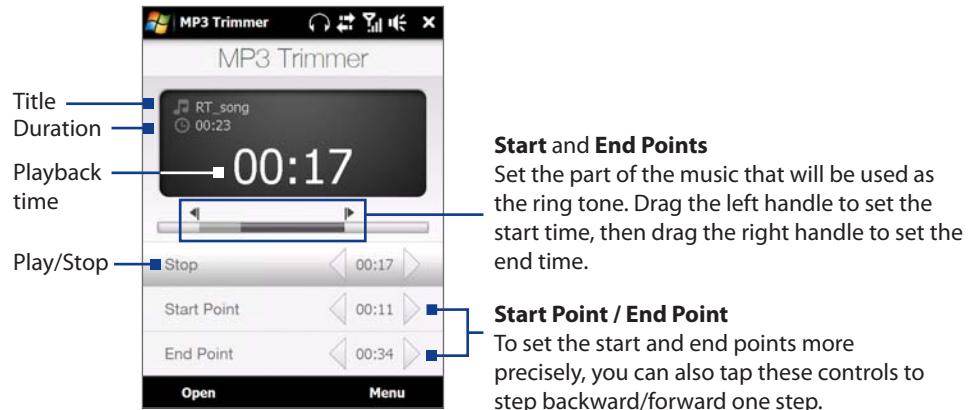 MP3 Trimmer
MP3 Trimmer
Title
RT_song
Duration
00:23
Playback
time
00:17
Play/Stop
Stop
00:17
Start Point
00:11
End Point
00:34
Open
Menu
Start and End Points
Set the part of the music that will be used as
the ring tone. Drag the left handle to set the
start time, then drag the right handle to set the
end time.
Start Point / End Point
To set the start and end points more
precisely, you can also tap these controls to
step backward/forward one step.